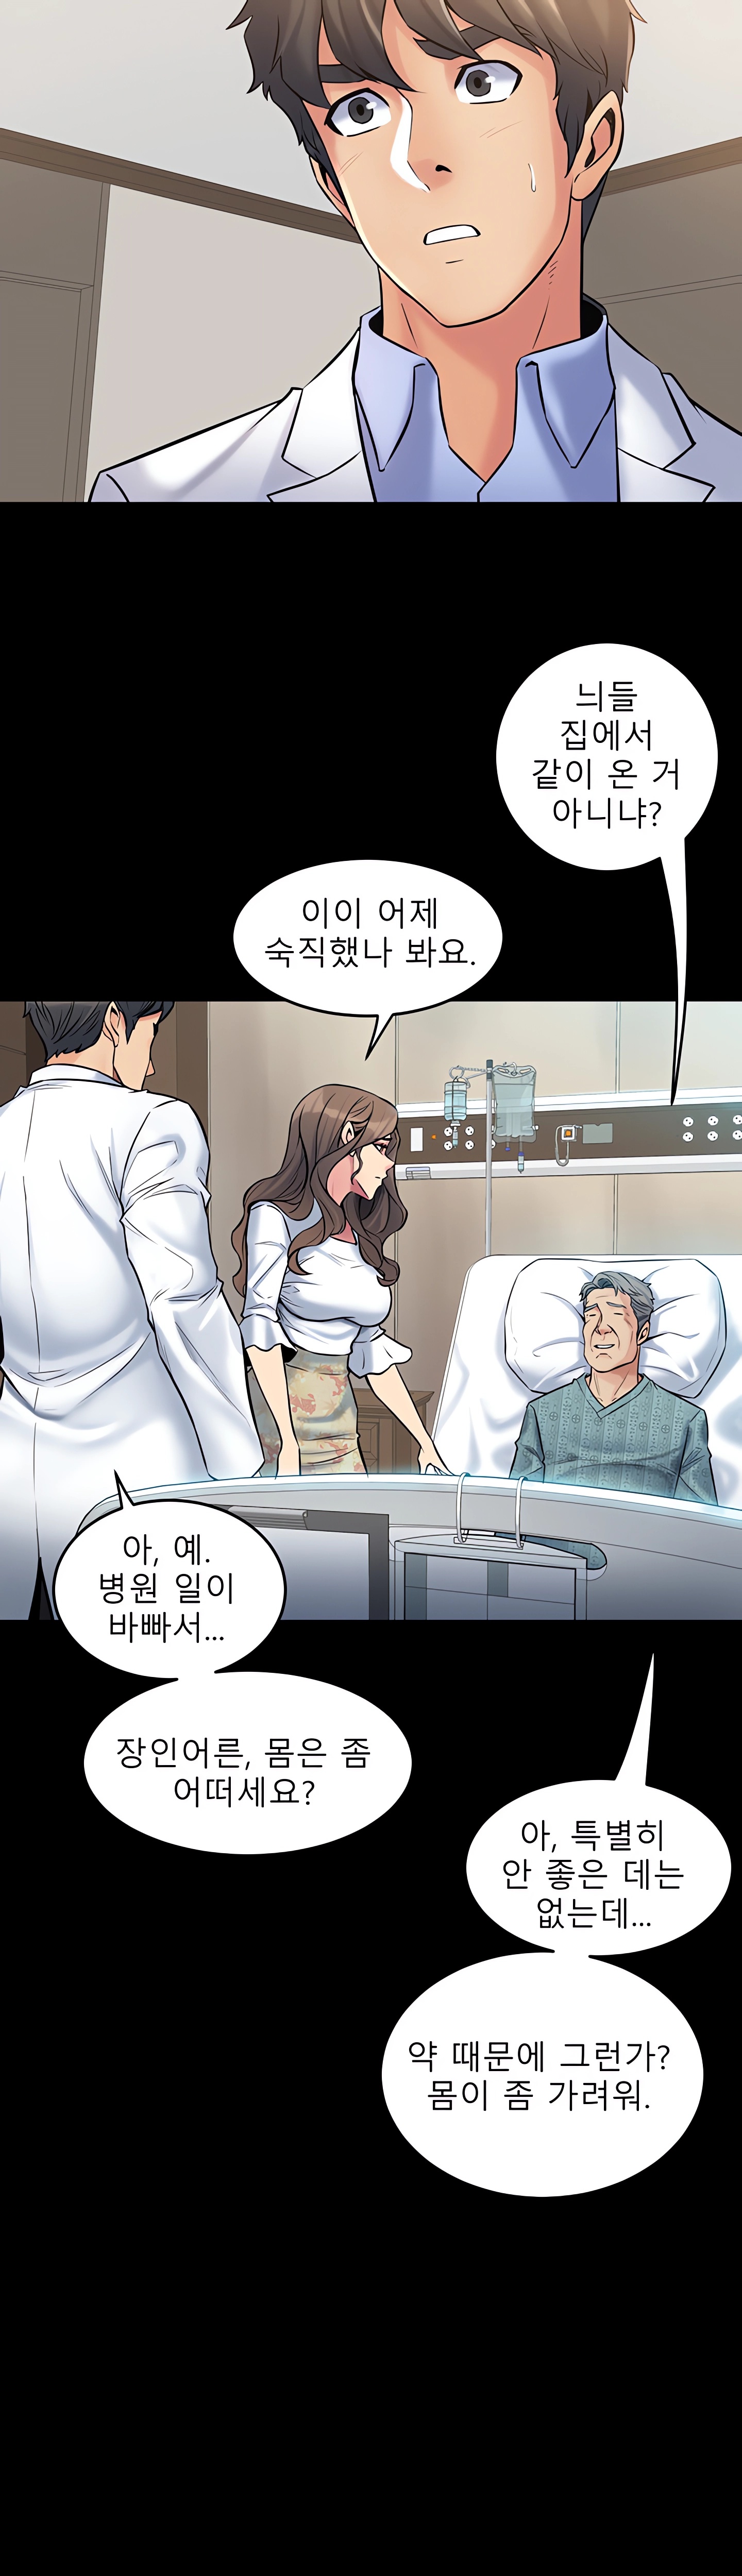 늬들
집에서
같이 온 거
아니냐?
이이 어제
숙직했나 봐요.
아, 예.
병원 일이
바빠서...
장인어른, 몸은 좀
어떠세요?
아, 특별히
안 좋은 데는
없는데...
약 때문에 그런가?
몸이 좀 가려워.